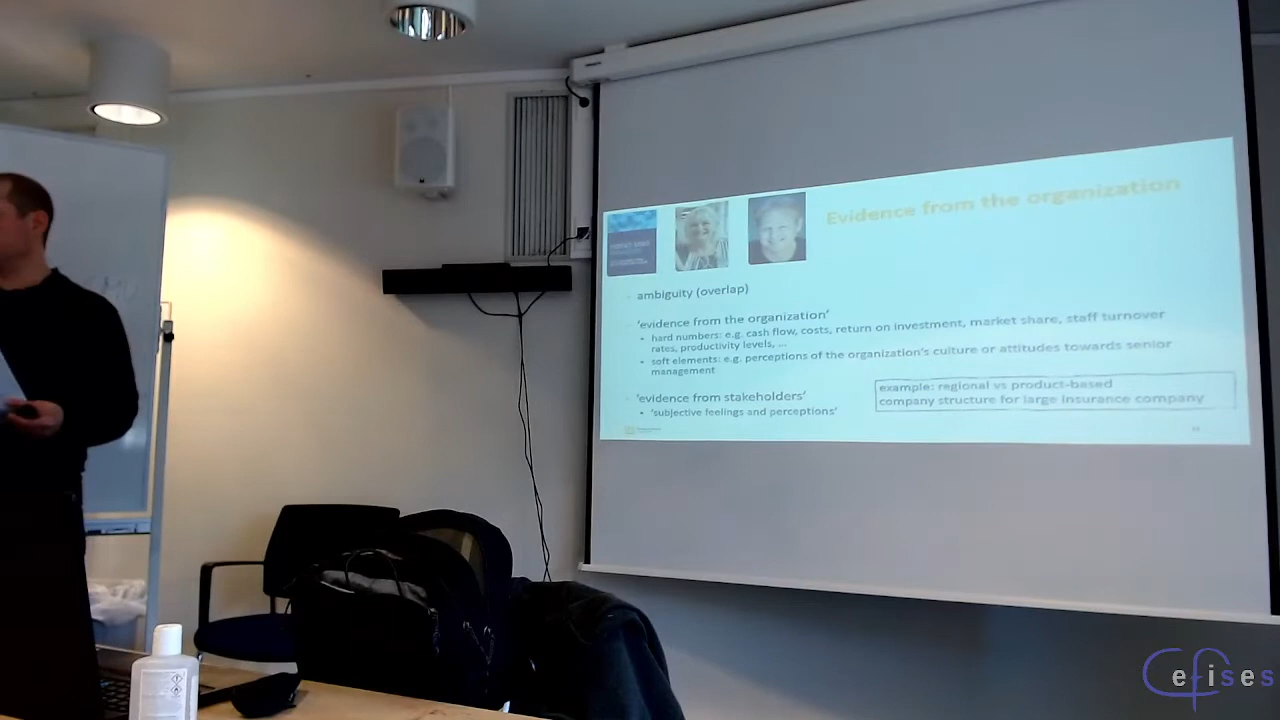 Evidence from the organization
ambiguity (overlap)
'evidence from the organization'
• hard numbers: e.g. cash flow, costs, return on investment, market share, staff turnover
rates, productivity levels, ...
• soft elements: e.g. perceptions of the organization's culture or attitudes towards senior
management
'evidence from stakeholders'
• 'subjective feelings and perceptions'
example: regional vs product-based
company structure for large insurance company
Cefises